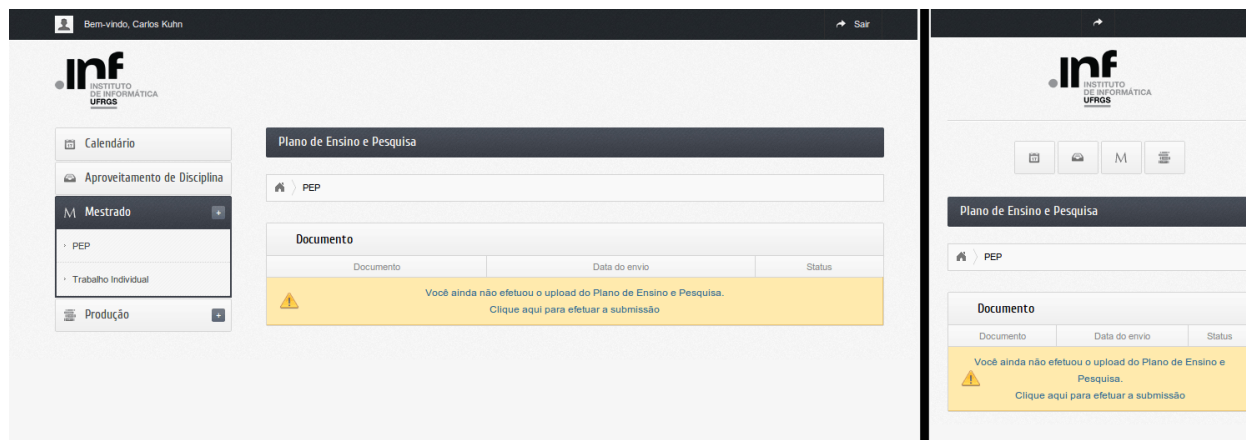 Bem-vindo, Carlos Kuhn
Sair
.Inf
INSTITUTO
DE INFORMÁTICA
UFRGS
Calendário
Aproveitamento de Disciplina
M Mestrado +
PEP
Trabalho Individual
Produção +
Plano de Ensino e Pesquisa
PEP
Documento
Documento Data do envio Status
Você ainda não efetuou o upload do Plano de Ensino e Pesquisa.
Clique aqui para efetuar a submissão
.Inf
INSTITUTO
DE INFORMÁTICA
UFRGS
M
Plano de Ensino e Pesquisa
PEP
Documento
Documento Data do envio Status
Você ainda não efetuou o upload do Plano de Ensino e
Pesquisa.
Clique aqui para efetuar a submissão